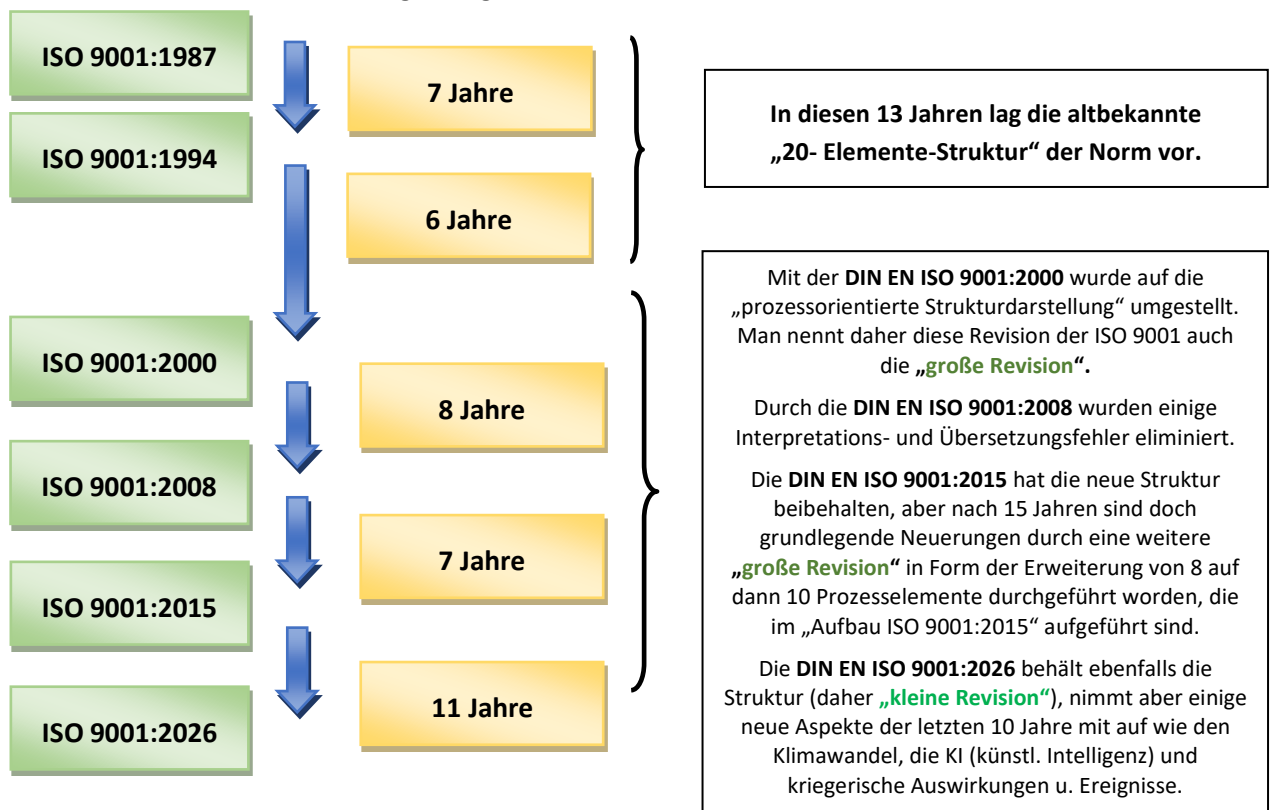 ISO 9001:1987
7 Jahre
ISO 9001:1994
6 Jahre
In diesen 13 Jahren lag die altbekannte
„20- Elemente-Struktur“ der Norm vor.
ISO 9001:2000
8 Jahre
ISO 9001:2008
7 Jahre
ISO 9001:2015
11 Jahre
ISO 9001:2026
Mit der DIN EN ISO 9001:2000 wurde auf die
„prozessorientierte Strukturdarstellung“ umgestellt.
Man nennt daher diese Revision der ISO 9001 auch
die „große Revision“.
Durch die DIN EN ISO 9001:2008 wurden einige
Interpretations- und Übersetzungsfehler eliminiert.
Die DIN EN ISO 9001:2015 hat die neue Struktur
beibehalten, aber nach 15 Jahren sind doch
grundlegende Neuerungen durch eine weitere
„große Revision“ in Form der Erweiterung von 8 auf
dann 10 Prozesselemente durchgeführt worden, die
im „Aufbau ISO 9001:2015“ aufgeführt sind.
Die DIN EN ISO 9001:2026 behält ebenfalls die
Struktur (daher „kleine Revision“), nimmt aber einige
neue Aspekte der letzten 10 Jahre mit auf wie den
Klimawandel, die KI (künstl. Intelligenz) und
kriegerische Auswirkungen u. Ereignisse.